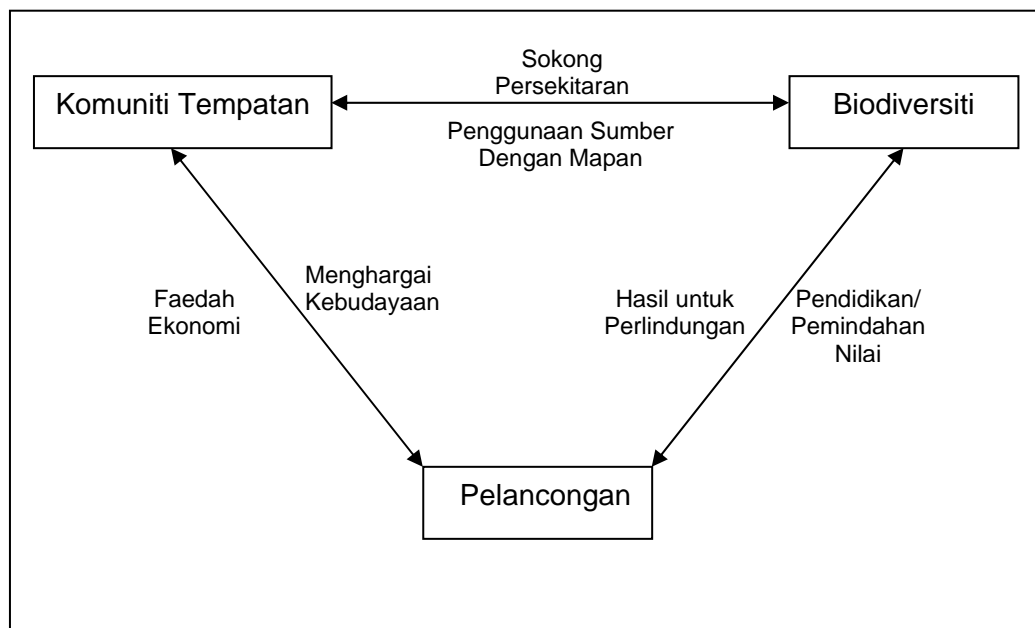 Sokong
Persekitaran
Komuniti Tempatan
Biodiversiti
Penggunaan Sumber
Dengan Mapan
Faedah
Ekonomi
Menghargai
Kebudayaan
Hasil untuk
Perlindungan
Pendidikan/
Pemindahan
Nilai
Pelancongan